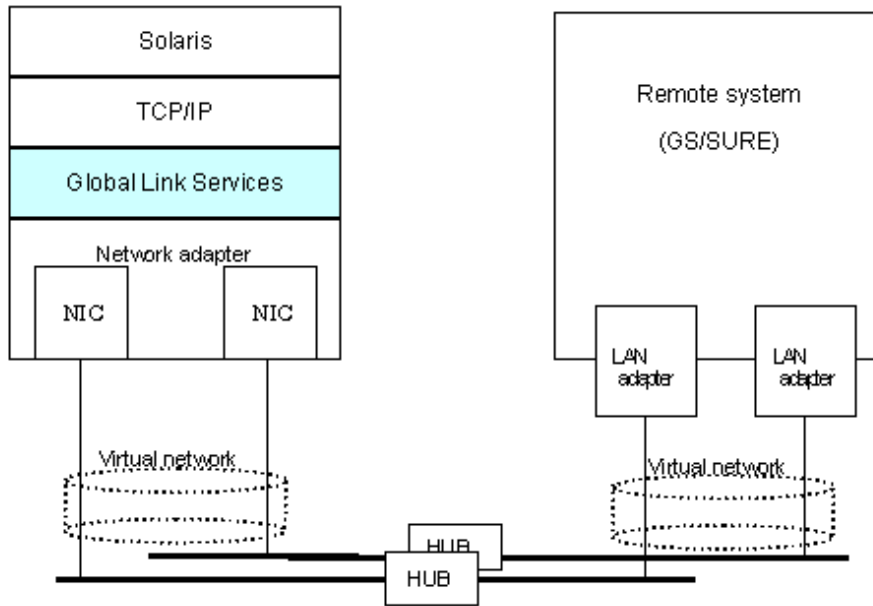 Solaris
TCP/IP
Global Link Services
Network adapter
NIC
NIC
Remote system
(GS/SURE)
LAN
adapter
LAN
adapter
Virtual network
Virtual network
HUB
HUB